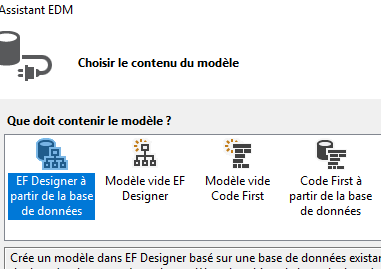 Assistant EDM
Choisir le contenu du modèle
Que doit contenir le modèle ?
EF Designer à
partir de la base
de données
Modèle vide EF
Designer
Modèle vide
Code First
Code First à
partir de la base
de données
Crée un modèle dans EF Designer basé sur une base de données existan